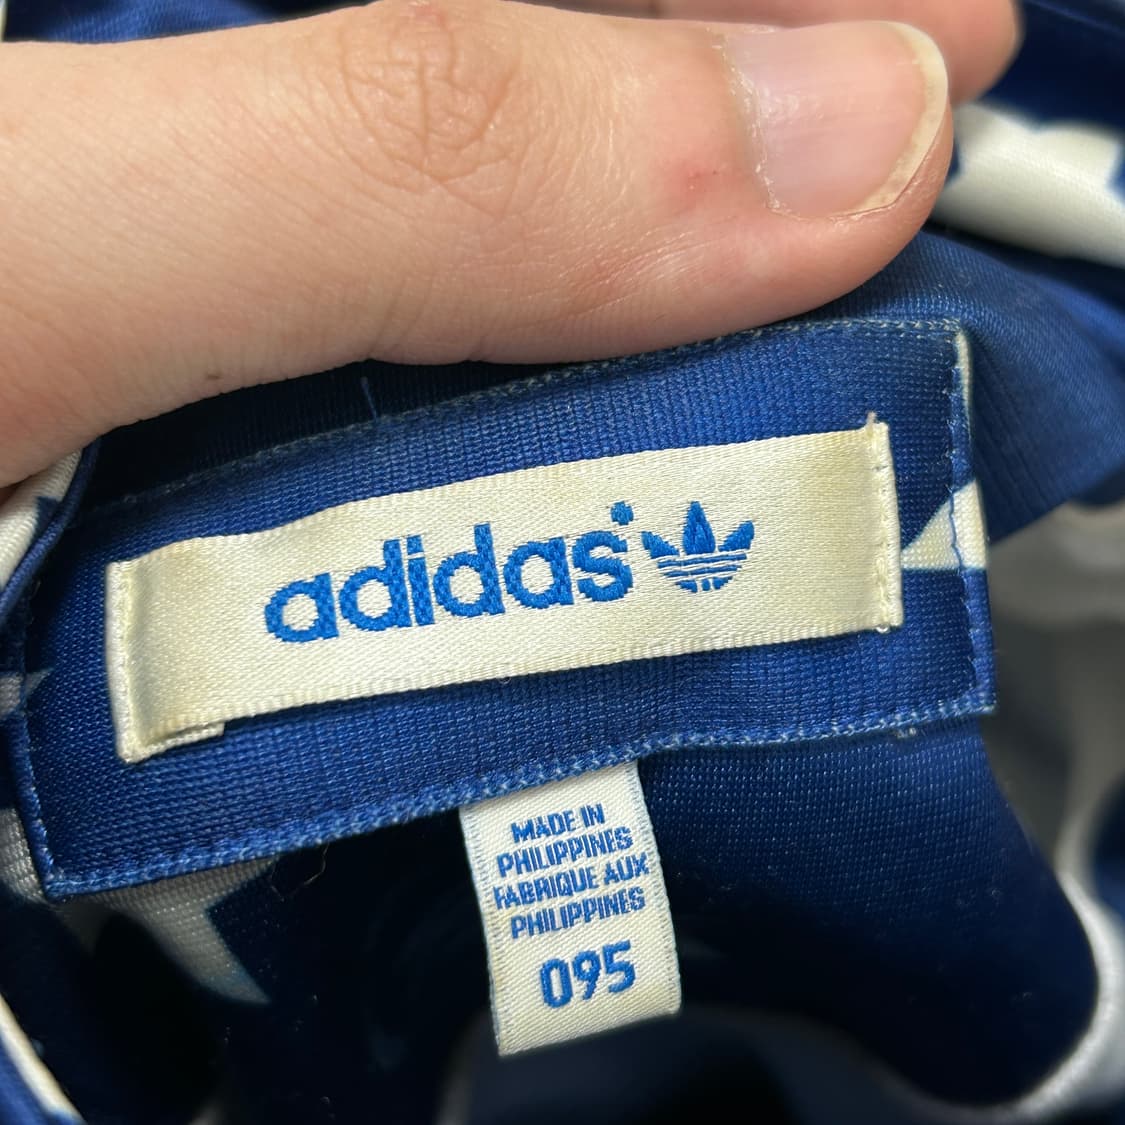 adidas
MADE IN
PHILIPPINES
FABRIQUE AUX
PHILIPPINES
095